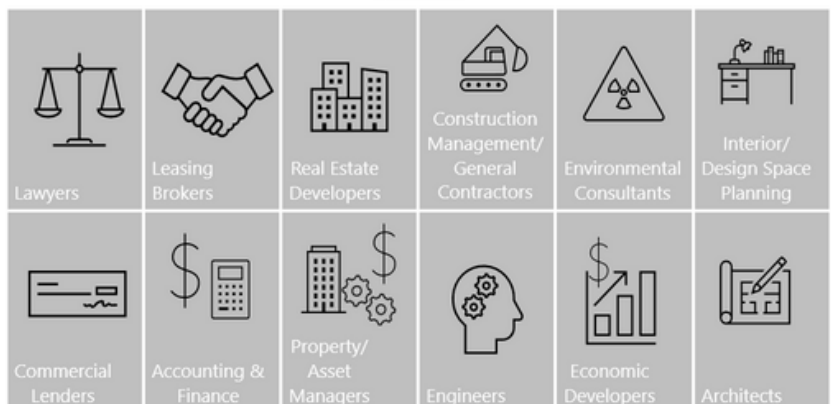 Lawyers
Leasing
Brokers
Real Estate
Developers
Construction
Management/
General
Contractors
Environmental
Consultants
Interior/
Design Space
Planning
Commercial
Lenders
Accounting &
Finance
Property/
Asset
Managers
Engineers
Economic
Developers
Architects